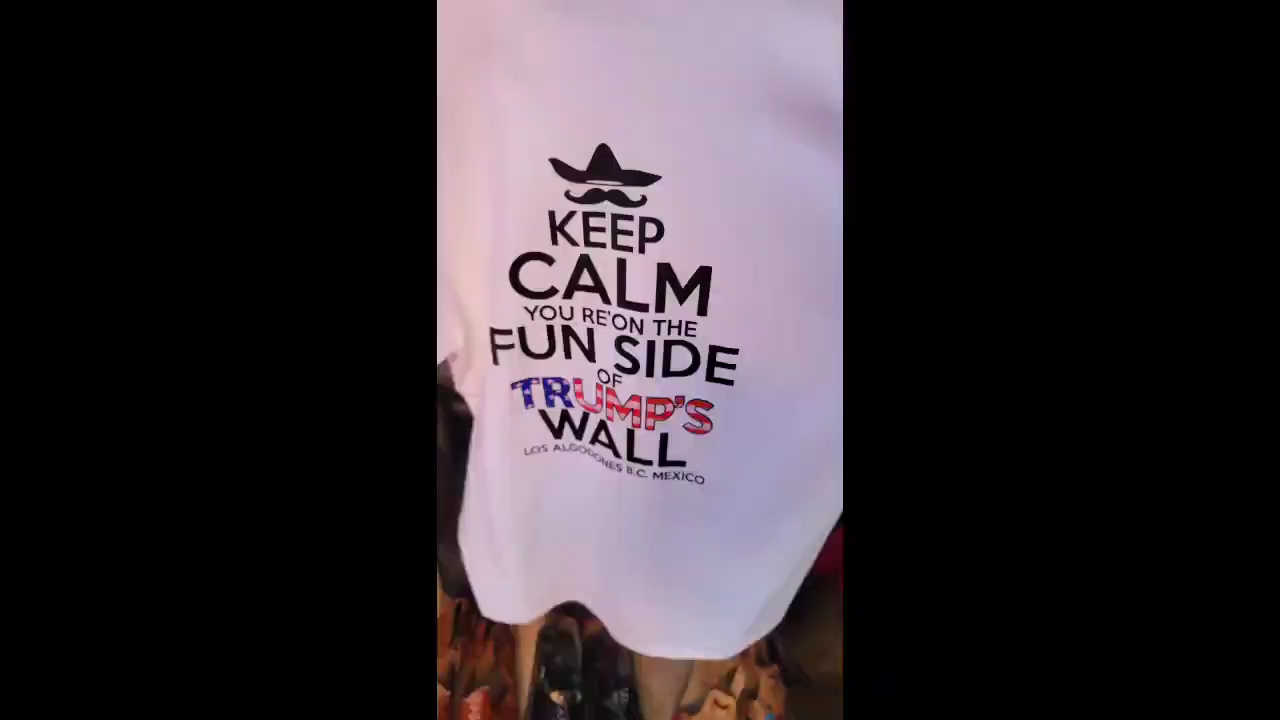 KEEP
CALM
YOU RE'ON THE
FUN SIDE
OF
TRUMP'S
WALL
LOS ALGODONES B.C. MEXICO